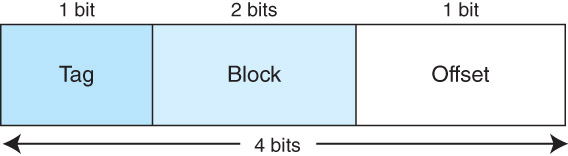 1 bit 2 bits 1 bit
Tag Block Offset
4 bits